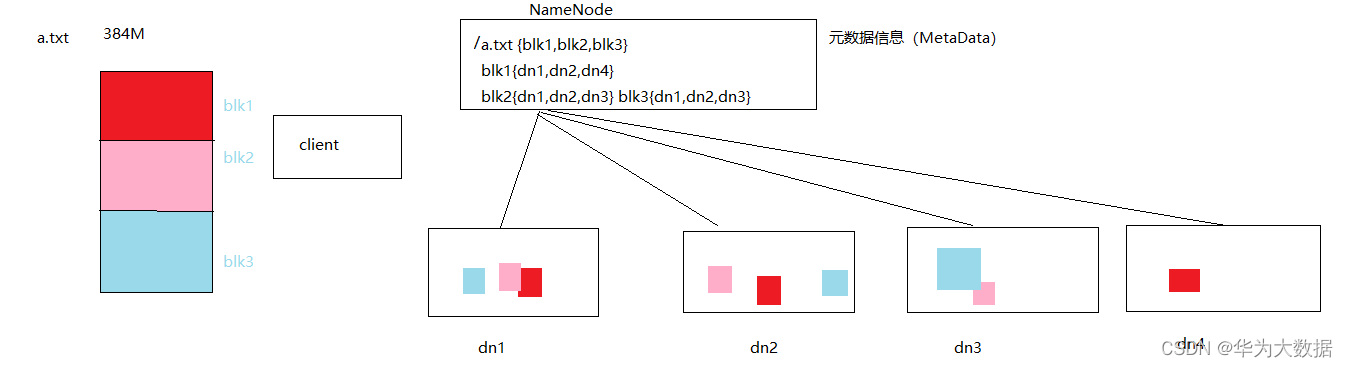 NameNode
a.txt 384M
/a.txt {blk1,blk2,blk3}
元数据信息（MetaData）
blk1{dn1,dn2,dn4}
blk2{dn1,dn2,dn3} blk3{dn1,dn2,dn3}
blk1
client
blk2
blk3
dn1
dn2
dn3
dn4
CSDN @华为大数据